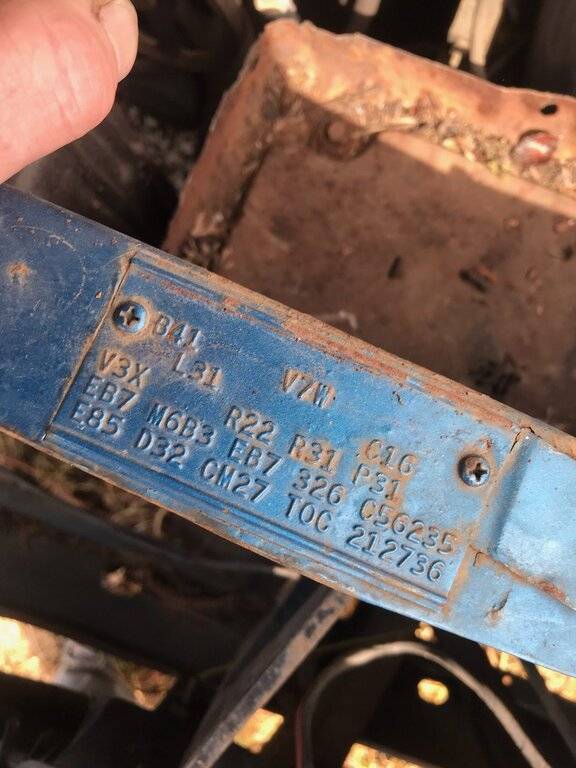 B41 V7W
L31 C16
V3X R22 R31 P31
EB7 M6B3 EB7 326 C56235
E85 D32 CM27 TOC 212736